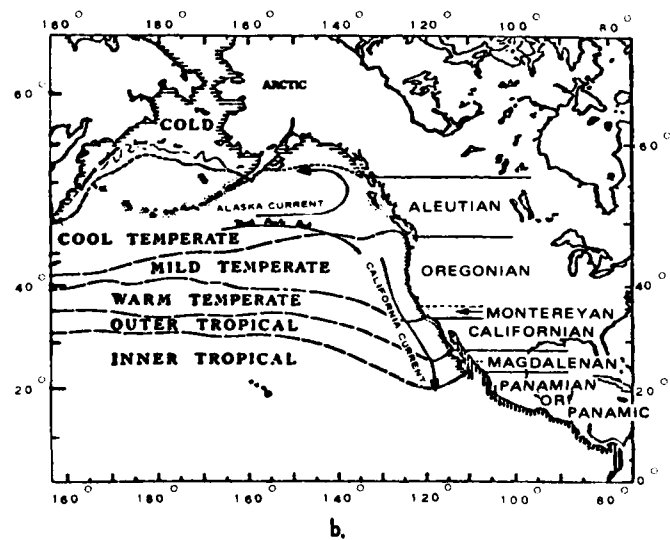 160° 180° 160° 140° 120° 100° 80°
60°
40°
20°
60°
40°
20°
0
ARCTIC
COLD
ALASKA CURRENT
ALEUTIAN
COOL TEMPERATE
MILD TEMPERATE
OREGONIAN
CALIFORNIA CURRENT
WARM TEMPERATE
MONTEREYAN
OUTER TROPICAL
CALIFORNIAN
INNER TROPICAL
MAGDALENAN
PANAMIAN
OR
PANAMIC
160° 180° 160° 140° 120° 100° 80°
b.